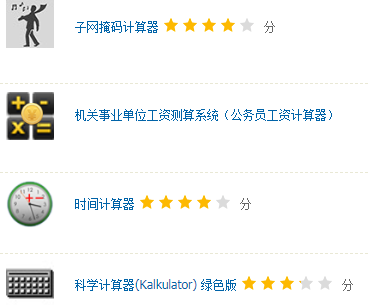 子网掩码计算器 分
机关事业单位工资测算系统（公务员工资计算器）
时间计算器 分
科学计算器(Kalkulator) 绿色版 分